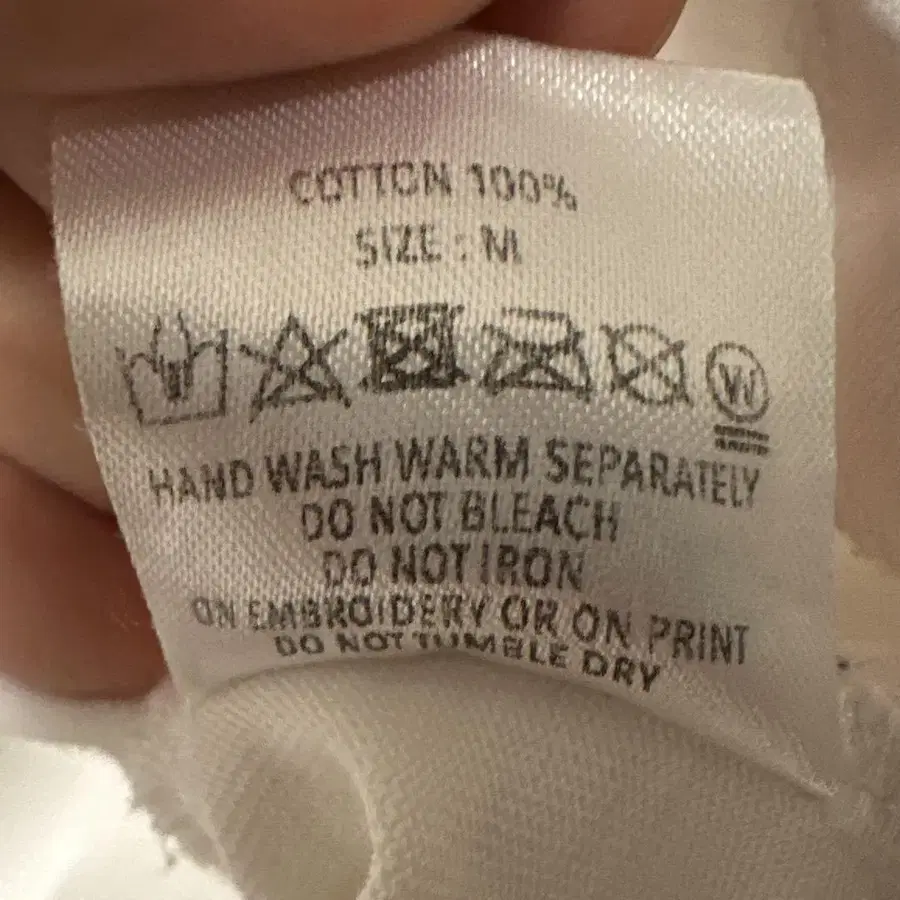 COTTON 100%
SIZE : M
W
HAND WASH WARM SEPARATELY
DO NOT BLEACH
DO NOT IRON
ON EMBROIDERY OR ON PRINT
DO NOT TUMBLE DRY